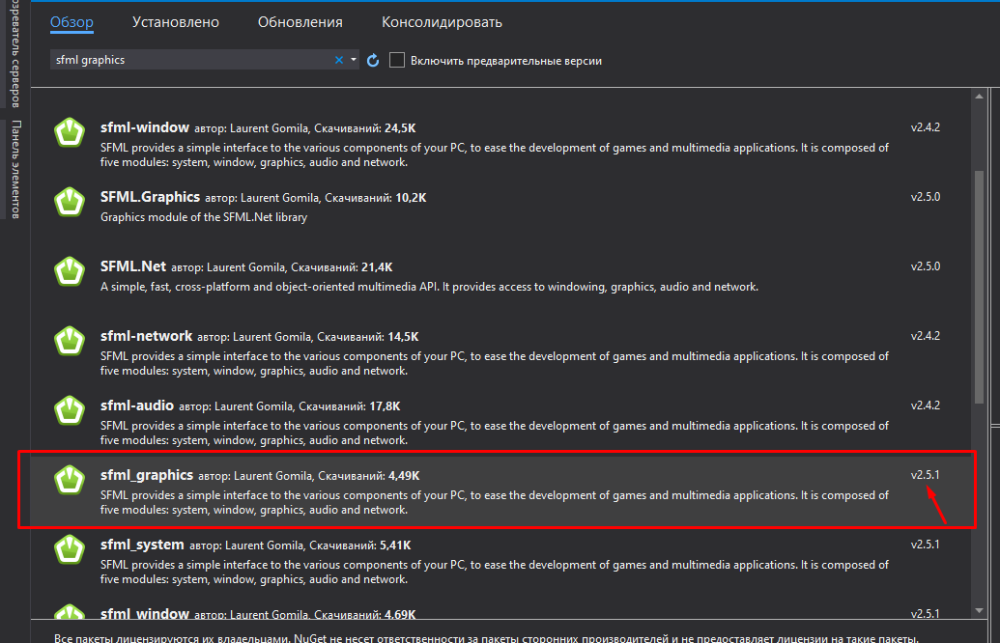 Обзор Установлено Обновления Консолидировать
sfml graphics Включить предварительные версии
озреватель серверов
Панель элементов
sfml-window автор: Laurent Gomila, Скачиваний: 24,5K v2.4.2
SFML provides a simple interface to the various components of your PC, to ease the development of games and multimedia applications. It is composed of
five modules: system, window, graphics, audio and network.
SFML.Graphics автор: Laurent Gomila, Скачиваний: 10,2K v2.5.0
Graphics module of the SFML.Net library
SFML.Net автор: Laurent Gomila, Скачиваний: 21,4K v2.5.0
A simple, fast, cross-platform and object-oriented multimedia API. It provides access to windowing, graphics, audio and network.
sfml-network автор: Laurent Gomila, Скачиваний: 14,5K v2.4.2
SFML provides a simple interface to the various components of your PC, to ease the development of games and multimedia applications. It is composed of
five modules: system, window, graphics, audio and network.
sfml-audio автор: Laurent Gomila, Скачиваний: 17,8K v2.4.2
SFML provides a simple interface to the various components of your PC, to ease the development of games and multimedia applications. It is composed of
five modules: system, window, graphics, audio and network.
sfml_graphics автор: Laurent Gomila, Скачиваний: 4,49K v2.5.1
SFML provides a simple interface to the various components of your PC, to ease the development of games and multimedia applications. It is composed of
five modules: system, window, graphics, audio and network.
sfml_system автор: Laurent Gomila, Скачиваний: 5,41K v2.5.1
SFML provides a simple interface to the various components of your PC, to ease the development of games and multimedia applications. It is composed of
five modules: system, window, graphics, audio and network.
sfml_window автор: Laurent Gomila, Скачиваний: 4,69K v2.5.1
Все пакеты лицензируются их владельцами. NuGet не несет ответственности за пакеты сторонних производителей и не предоставляет лицензии на такие пакеты.